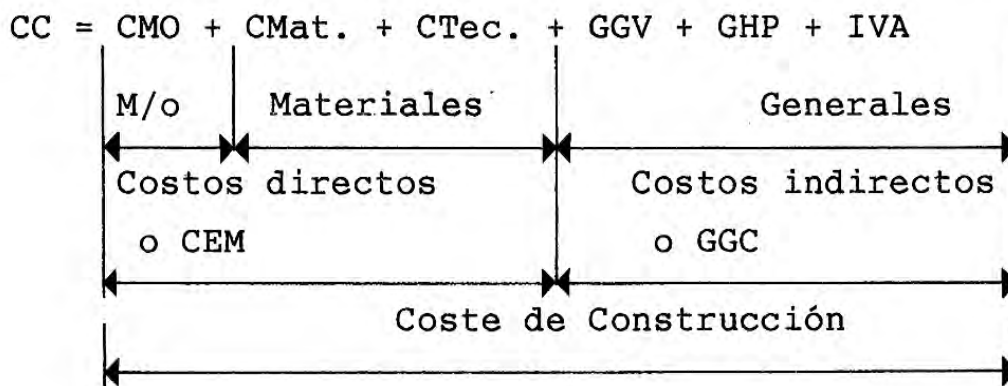 CC = CMO + CMat. + CTec. + GGV + GHP + IVA
M/o Materiales Generales
Costos directos Costos indirectos
o CEM o GGC
Coste de Construcción